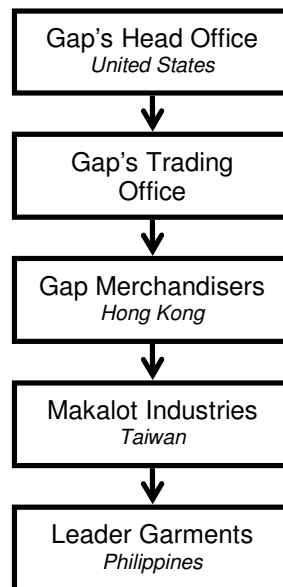 Gap's Head Office
United States
Gap's Trading
Office
Gap Merchandisers
Hong Kong
Makalot Industries
Taiwan
Leader Garments
Philippines